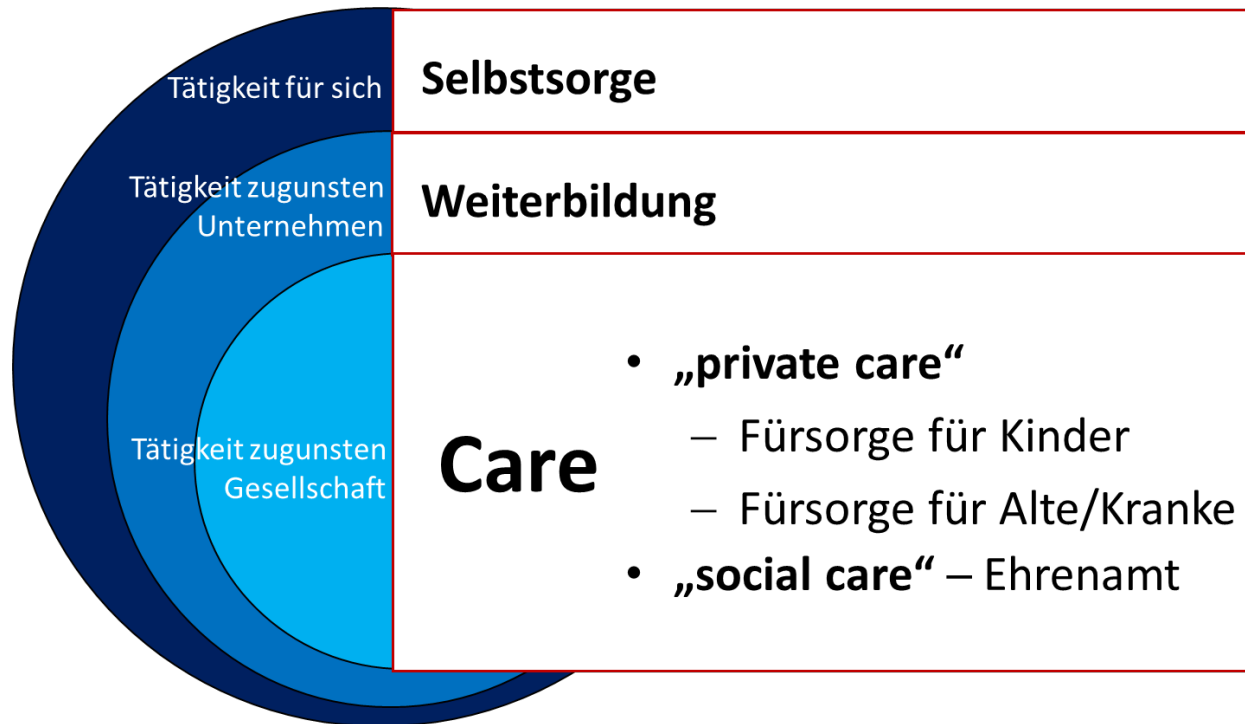 Tätigkeit für sich
Selbstsorge
Tätigkeit zugunsten
Unternehmen
Weiterbildung
Tätigkeit zugunsten
Gesellschaft
Care
• „private care“
– Fürsorge für Kinder
– Fürsorge für Alte/Kranke
• „social care“ – Ehrenamt